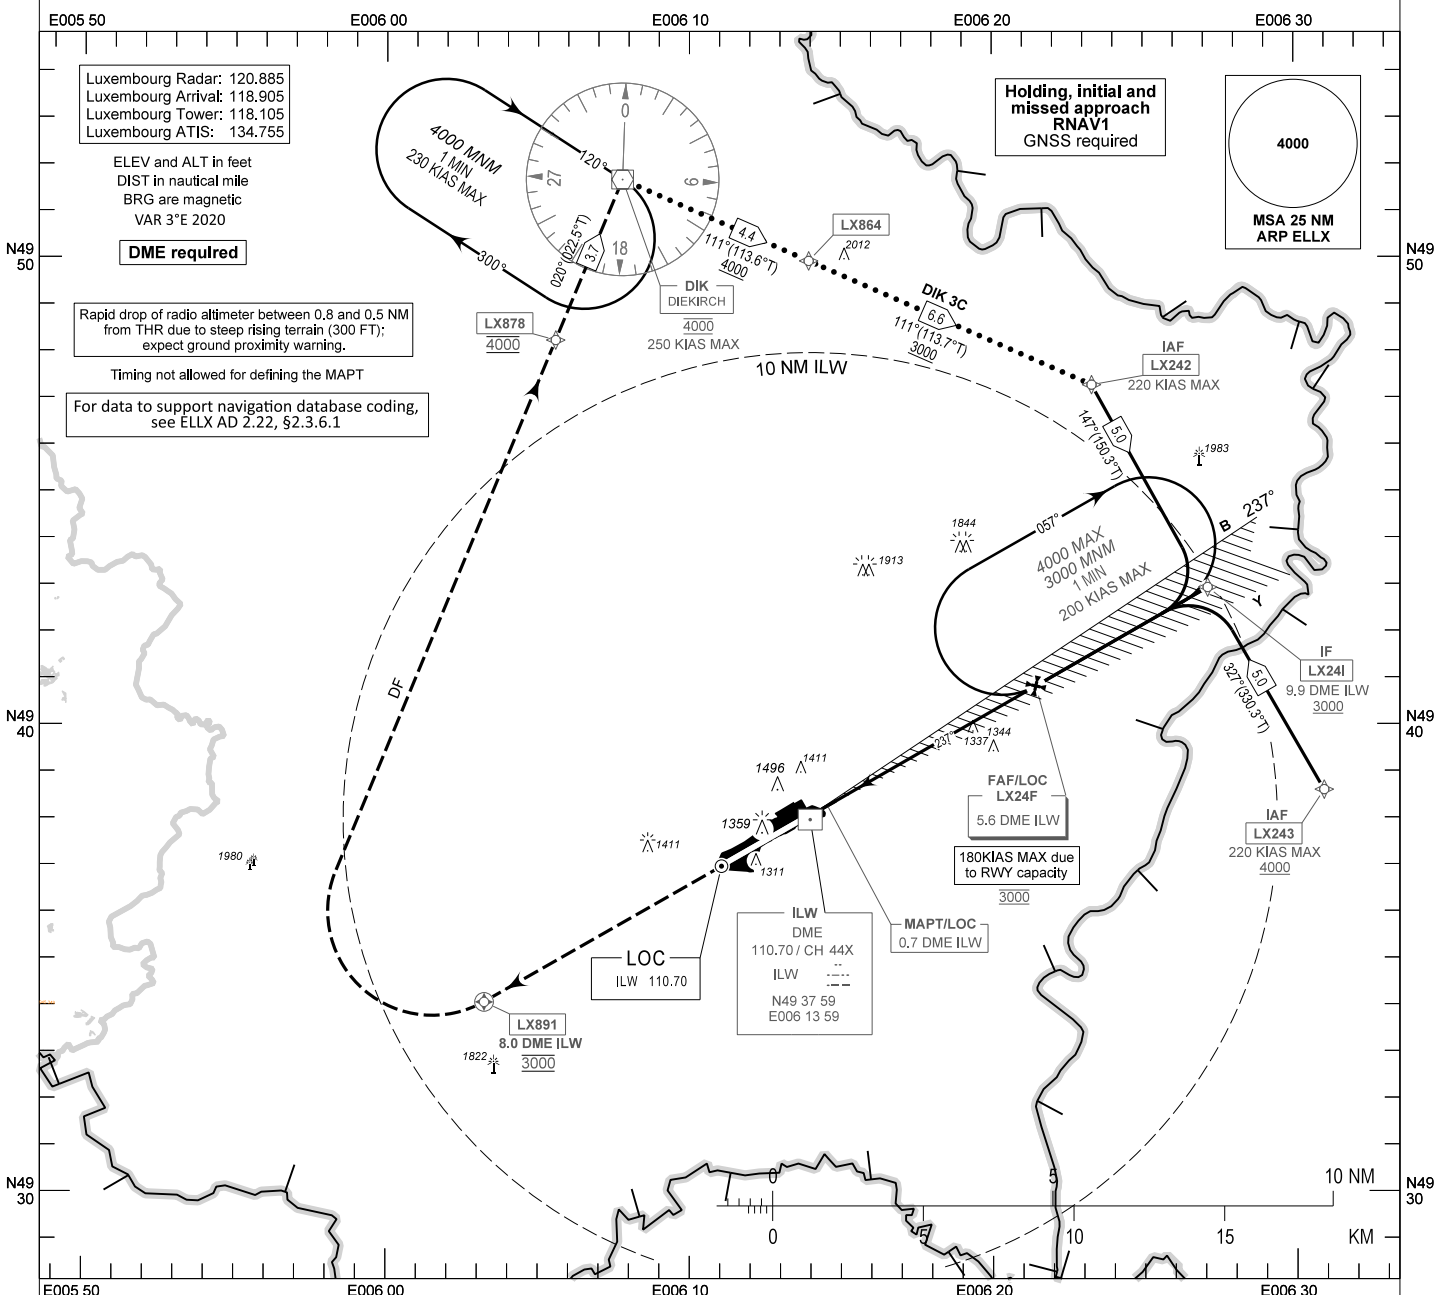 E005 50
E006 00
E006 10
E006 20
E006 30
Luxembourg Radar: 120.885
Luxembourg Arrival: 118.905
Luxembourg Tower: 118.105
Luxembourg ATIS: 134.755
ELEV and ALT in feet
DIST in nautical mile
BRG are magnetic
VAR 3°E 2020
DME required
Rapid drop of radio altimeter between 0.8 and 0.5 NM
from THR due to steep rising terrain (300 FT);
expect ground proximity warning.
Timing not allowed for defining the MAPT
For data to support navigation database coding,
see ELLX AD 2.22, §2.3.6.1
4000 MNM
1 MIN
230 KIAS MAX
120°
300°
0
9
18
27
020°(022.5°T)
3.7
DIK
DIEKIRCH
4000
250 KIAS MAX
LX878
4000
4.4
111°(113.6°T)
4000
LX864
2012
DIK 3C
6.6
111°(113.7°T)
3000
Holding, initial and
missed approach
RNAV1
GNSS required
4000
MSA 25 NM
ARP ELLX
N49
50
N49
50
IAF
LX242
220 KIAS MAX
10 NM ILW
5.0
147°(150.3°T)
1983
057°
4000 MAX
3000 MNM
1 MIN
200 KIAS MAX
B
237°
Y
1844
1913
IF
LX24I
9.9 DME ILW
3000
5.0
327°(330.3°T)
DF
N49
40
N49
40
237°
1337
1344
1411
1496
1359
1411
1311
1980
FAF/LOC
LX24F
5.6 DME ILW
180KIAS MAX due
to RWY capacity
3000
IAF
LX243
220 KIAS MAX
4000
MAPT/LOC
0.7 DME ILW
ILW
DME
110.70 / CH 44X
ILW
N49 37 59
E006 13 59
LOC
ILW 110.70
LX891
8.0 DME ILW
3000
1822
N49
30
N49
30
0
5
10 NM
0
5
10
15
KM
E005 50
E006 00
E006 10
E006 20
E006 30